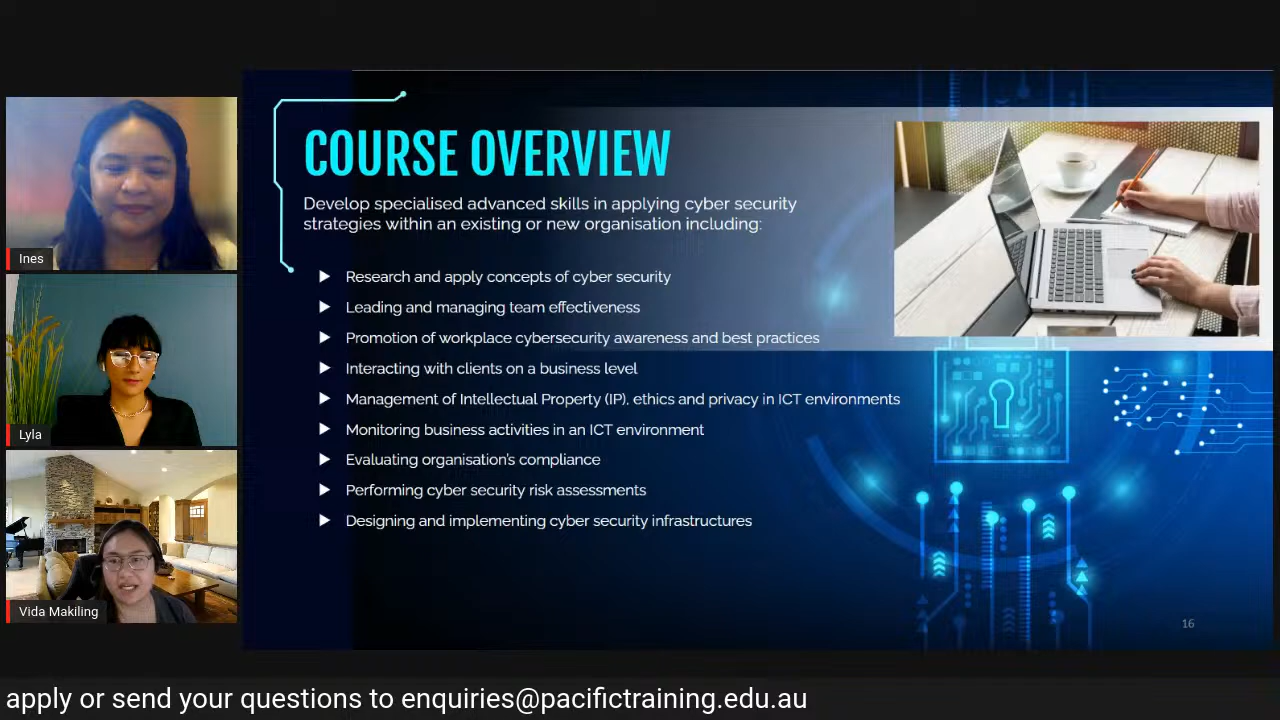 Ines
Lyla
Vida Makiling
COURSE OVERVIEW
Develop specialised advanced skills in applying cyber security
strategies within an existing or new organisation including:
Research and apply concepts of cyber security
Leading and managing team effectiveness
Promotion of workplace cybersecurity awareness and best practices
Interacting with clients on a business level
Management of Intellectual Property (IP), ethics and privacy in ICT environments
Monitoring business activities in an ICT environment
Evaluating organisation's compliance
Performing cyber security risk assessments
Designing and implementing cyber security infrastructures
16
apply or send your questions to enquiries@pacifictraining.edu.au